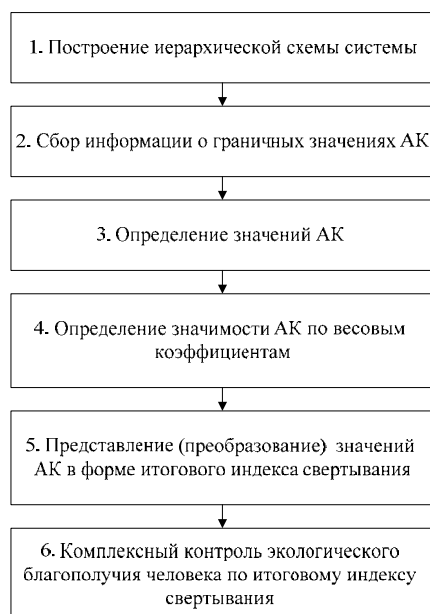 1. Построение иерархической схемы системы
2. Сбор информации о граничных значениях АК
3. Определение значений АК
4. Определение значимости АК по весовым
коэффициентам
5. Представление (преобразование) значений
АК в форме итогового индекса свертывания
6. Комплексный контроль экологического
благополучия человека по итоговому индексу
свертывания